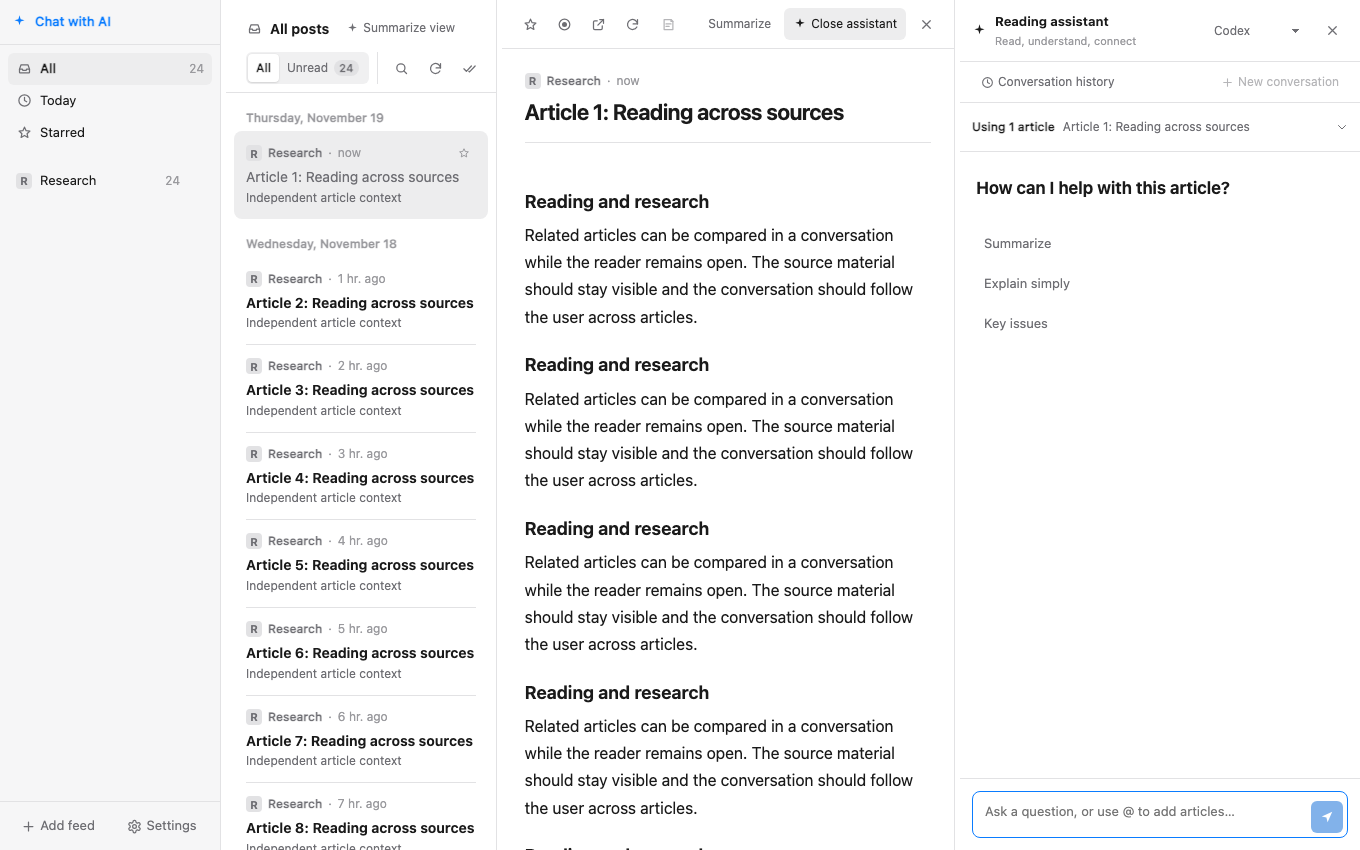 Chat with AI
All 24
Today
Starred
R Research 24
Add feed
Settings
All posts
Summarize view
All
Unread 24
Thursday, November 19
R Research · now
Article 1: Reading across sources
Independent article context
Wednesday, November 18
R Research · 1 hr. ago
Article 2: Reading across sources
Independent article context
R Research · 2 hr. ago
Article 3: Reading across sources
Independent article context
R Research · 3 hr. ago
Article 4: Reading across sources
Independent article context
R Research · 4 hr. ago
Article 5: Reading across sources
Independent article context
R Research · 5 hr. ago
Article 6: Reading across sources
Independent article context
R Research · 6 hr. ago
Article 7: Reading across sources
Independent article context
R Research · 7 hr. ago
Article 8: Reading across sources
Independent article context
Summarize
Close assistant
R Research · now
Article 1: Reading across sources
Reading and research
Related articles can be compared in a conversation
while the reader remains open. The source material
should stay visible and the conversation should follow
the user across articles.
Reading and research
Related articles can be compared in a conversation
while the reader remains open. The source material
should stay visible and the conversation should follow
the user across articles.
Reading and research
Related articles can be compared in a conversation
while the reader remains open. The source material
should stay visible and the conversation should follow
the user across articles.
Reading and research
Related articles can be compared in a conversation
while the reader remains open. The source material
should stay visible and the conversation should follow
the user across articles.
Reading assistant
Read, understand, connect
Codex
Conversation history
New conversation
Using 1 article Article 1: Reading across sources
How can I help with this article?
Summarize
Explain simply
Key issues
Ask a question, or use @ to add articles…